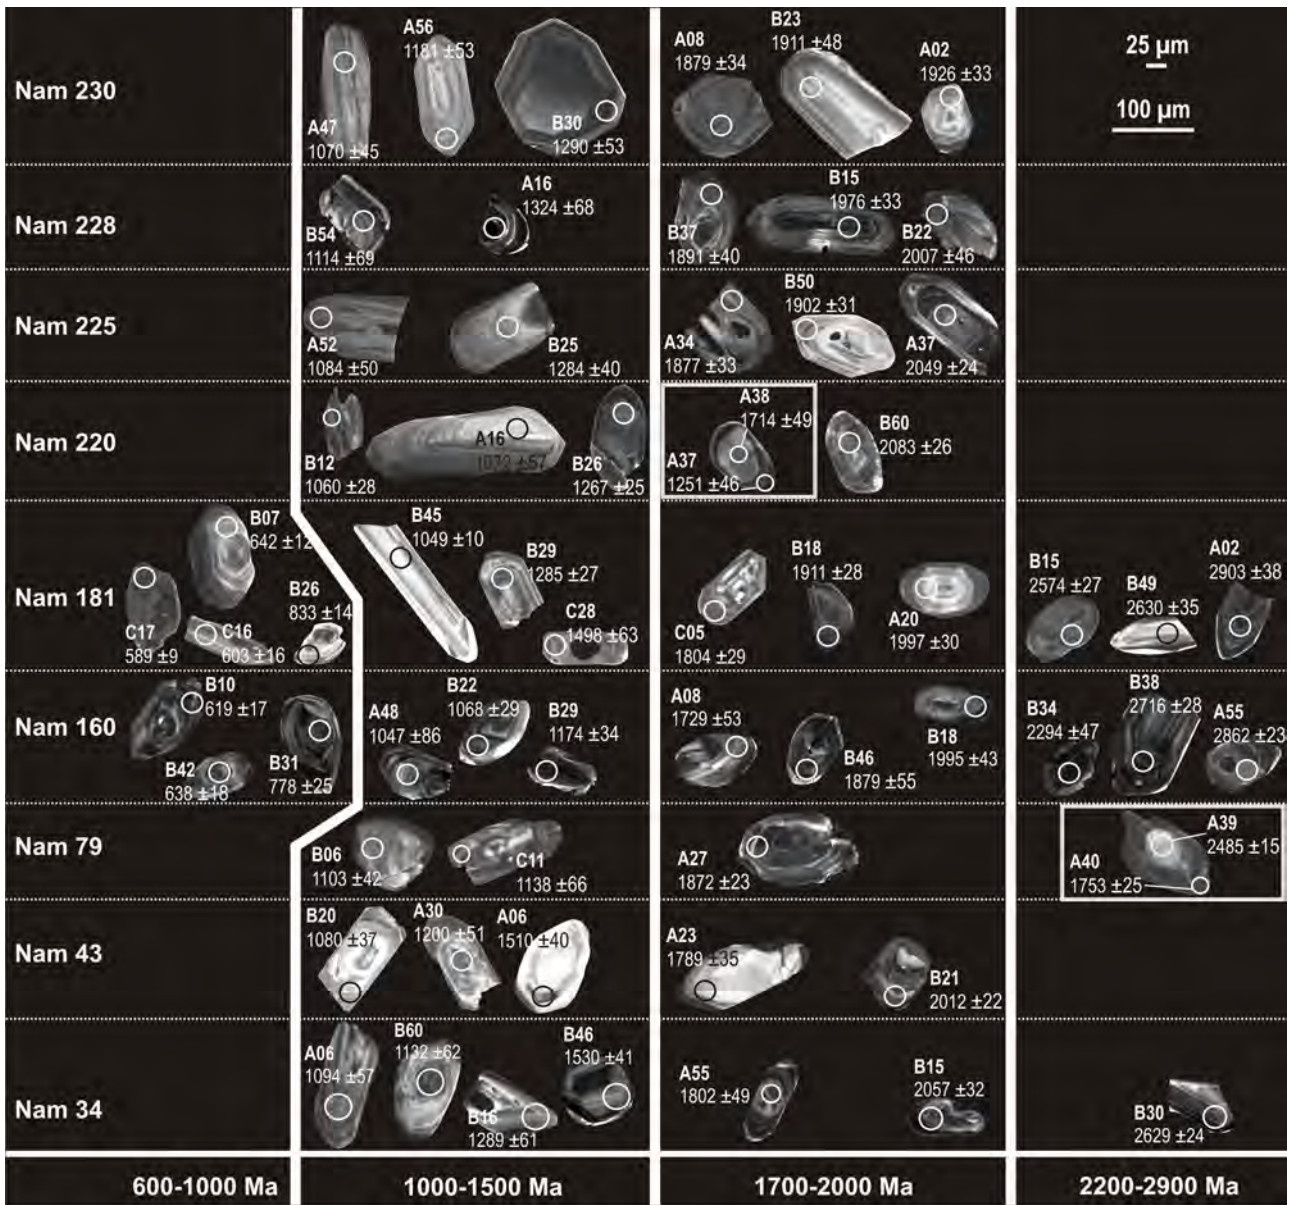 A56
1181 ±53
B23
1911 ±48
A08
1879 ±34
A02
1926 ±33
25 µm
100 µm
Nam 230
A47
1070 ±45
B30
1290 ±53
Nam 228
A16
1324 ±68
B54
1114 ±69
B15
1976 ±33
B37
1891 ±40
B22
2007 ±46
Nam 225
A52
1084 ±50
B25
1284 ±40
B50
1902 ±31
A34
1877 ±33
A37
2049 ±24
Nam 220
B12
1060 ±28
A16
B26
1267 ±25
A38
1714 ±49
A37
1251 ±46
B60
2083 ±26
Nam 181
B07
642 ±12
B26
833 ±14
C17
589 ±9
C16
603 ±16
B45
1049 ±10
B29
1285 ±27
C28
1498 ±63
B18
1911 ±28
C05
1804 ±29
A20
1997 ±30
B15
2574 ±27
B49
2630 ±35
A02
2903 ±38
Nam 160
B10
619 ±17
B42
638 ±18
B31
778 ±25
A48
1047 ±86
B22
1068 ±29
B29
1174 ±34
A08
1729 ±53
B46
1879 ±55
B18
1995 ±43
B34
2294 ±47
B38
2716 ±28
A55
2862 ±23
Nam 79
B06
1103 ±42
C11
1138 ±66
A27
1872 ±23
A39
2485 ±15
A40
1753 ±25
Nam 43
B20
1080 ±37
A30
1200 ±51
A06
1510 ±40
A23
1789 ±35
B21
2012 ±22
Nam 34
A06
1094 ±57
B60
1132 ±62
B16
1289 ±61
B46
1530 ±41
A55
1802 ±49
B15
2057 ±32
B30
2629 ±24
600-1000 Ma
1000-1500 Ma
1700-2000 Ma
2200-2900 Ma